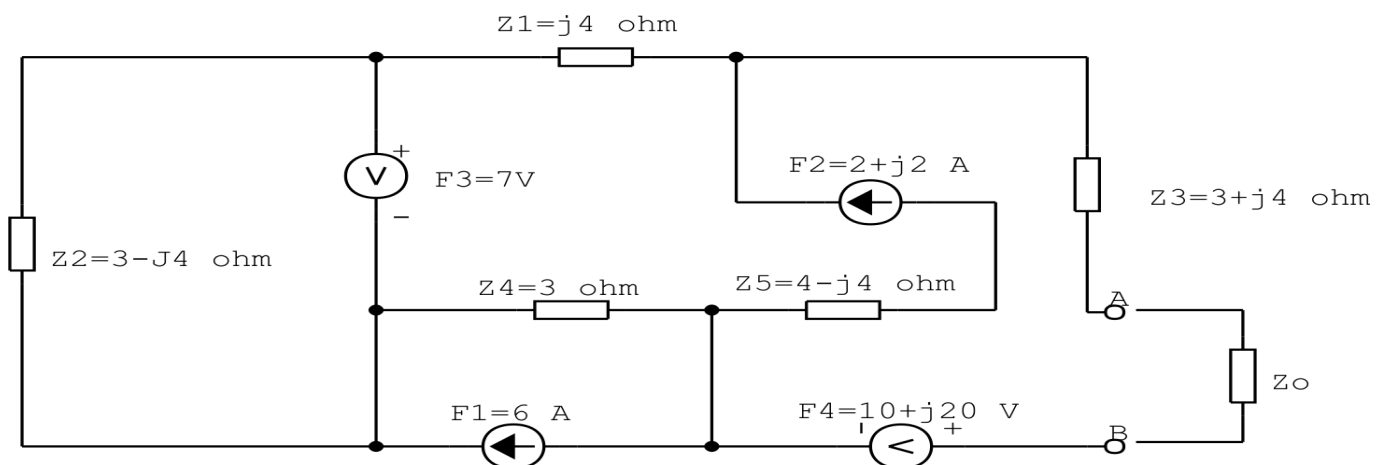 Z1=j4 ohm
F2=2+j2 A
+
V
F3=7V
Z3=3+j4 ohm
-
Z2=3-J4 ohm
Z4=3 ohm
Z5=4-j4 ohm
A
Zo
F1=6 A
F4=10+j20 V
- +
V
B